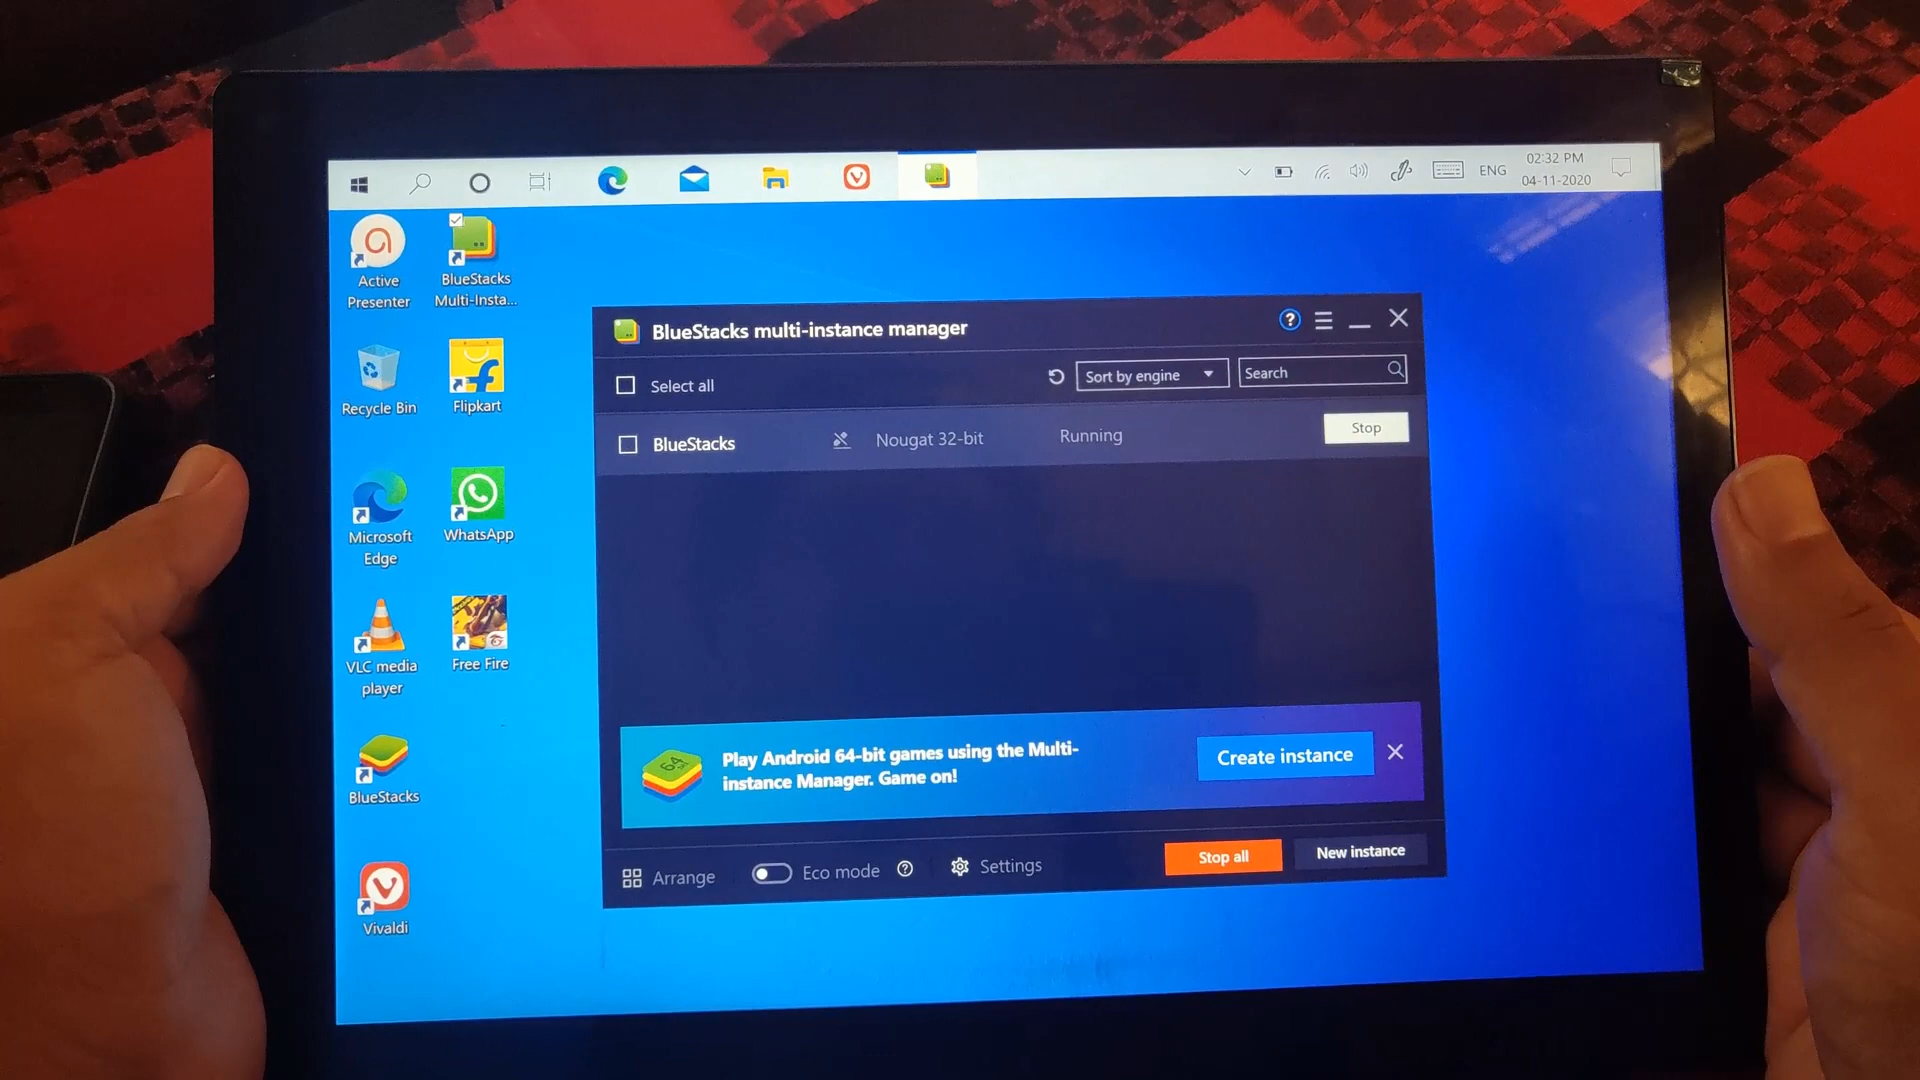 ENG
02:32 PM
04-11-2020
Active
Presenter
BlueStacks
Multi-Insta...
Recycle Bin
Flipkart
Microsoft
Edge
WhatsApp
VLC media
player
Free Fire
BlueStacks
Vivaldi
BlueStacks multi-instance manager
?
Select all
Sort by engine
Search
BlueStacks
Nougat 32-bit
Running
Stop
64
Play Android 64-bit games using the Multi-
instance Manager. Game on!
Create instance
Arrange
Eco mode
?
Settings
Stop all
New instance